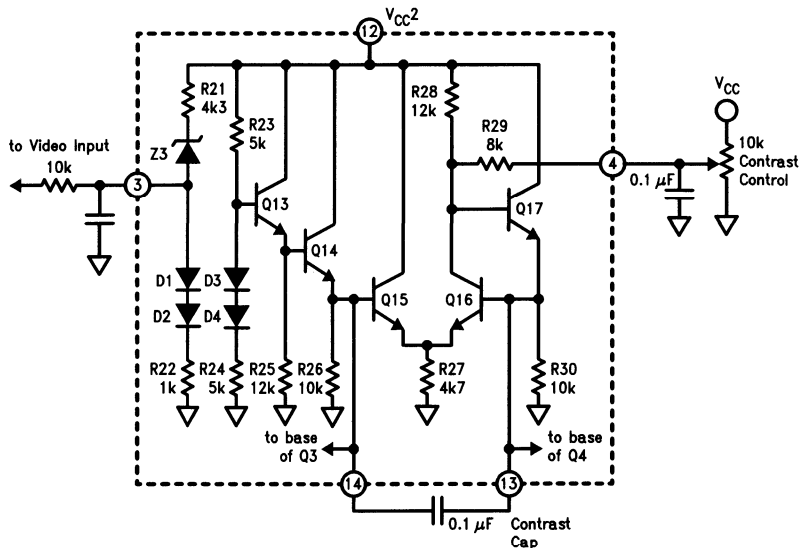 12
V_CC2
R21
4k3
R23
5k
R28
12k
V_CC
to Video Input
10k
Z3
R29
8k
10k
Contrast
Control
3
4
0.1 μF
Q13
Q17
Q14
D1
D3
Q15
Q16
D2
D4
R22
1k
R24
5k
R25
12k
R26
10k
R27
4k7
R30
10k
to base
of Q3
to base
of Q4
14
13
0.1 μF
Contrast
Cap